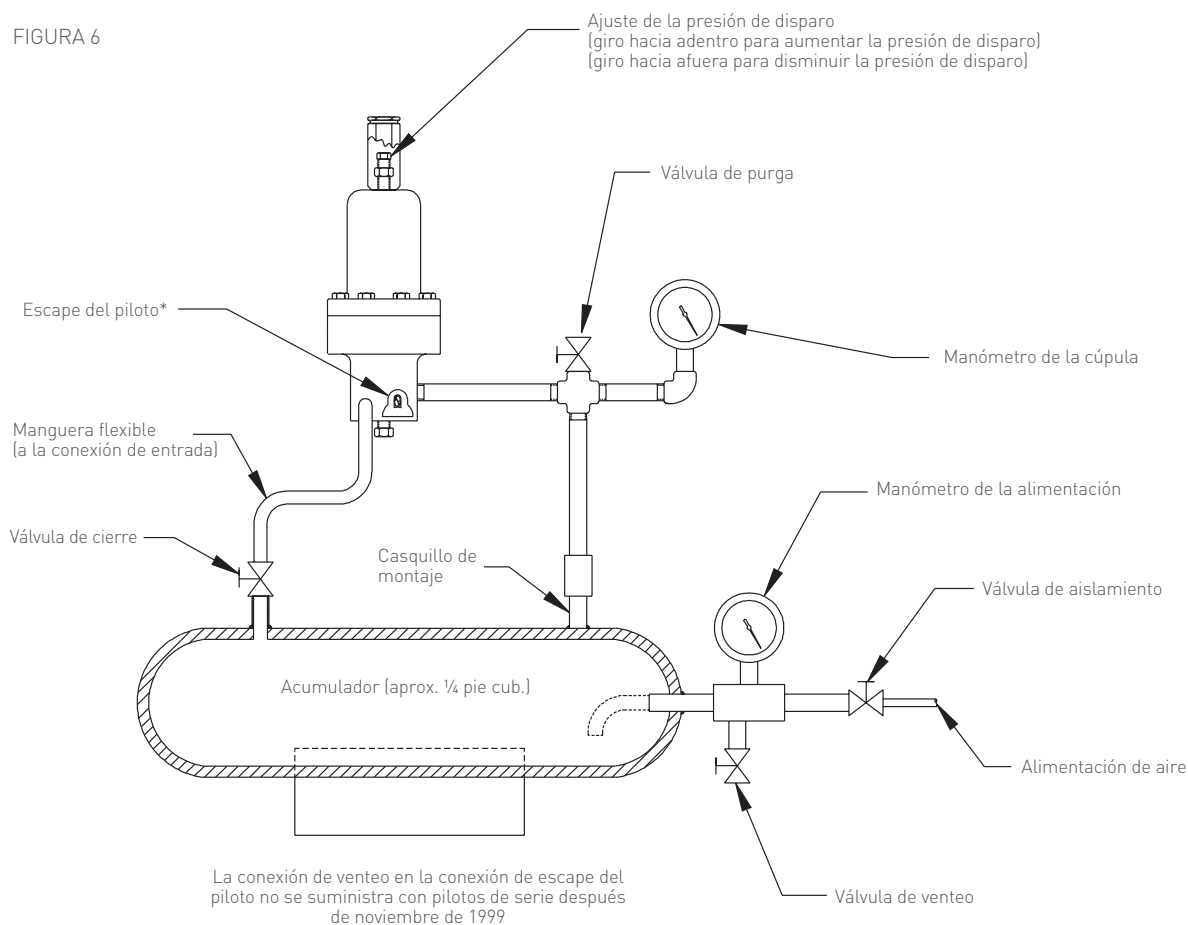 FIGURA 6
Ajuste de la presión de disparo
(giro hacia adentro para aumentar la presión de disparo)
(giro hacia afuera para disminuir la presión de disparo)
Válvula de purga
Escape del piloto*
Manómetro de la cúpula
Manguera flexible
(a la conexión de entrada)
Manómetro de la alimentación
Válvula de cierre
Casquillo de
montaje
Válvula de aislamiento
Acumulador (aprox. ¼ pie cub.)
Alimentación de aire
La conexión de venteo en la conexión de escape del
piloto no se suministra con pilotos de serie después
de noviembre de 1999
Válvula de venteo